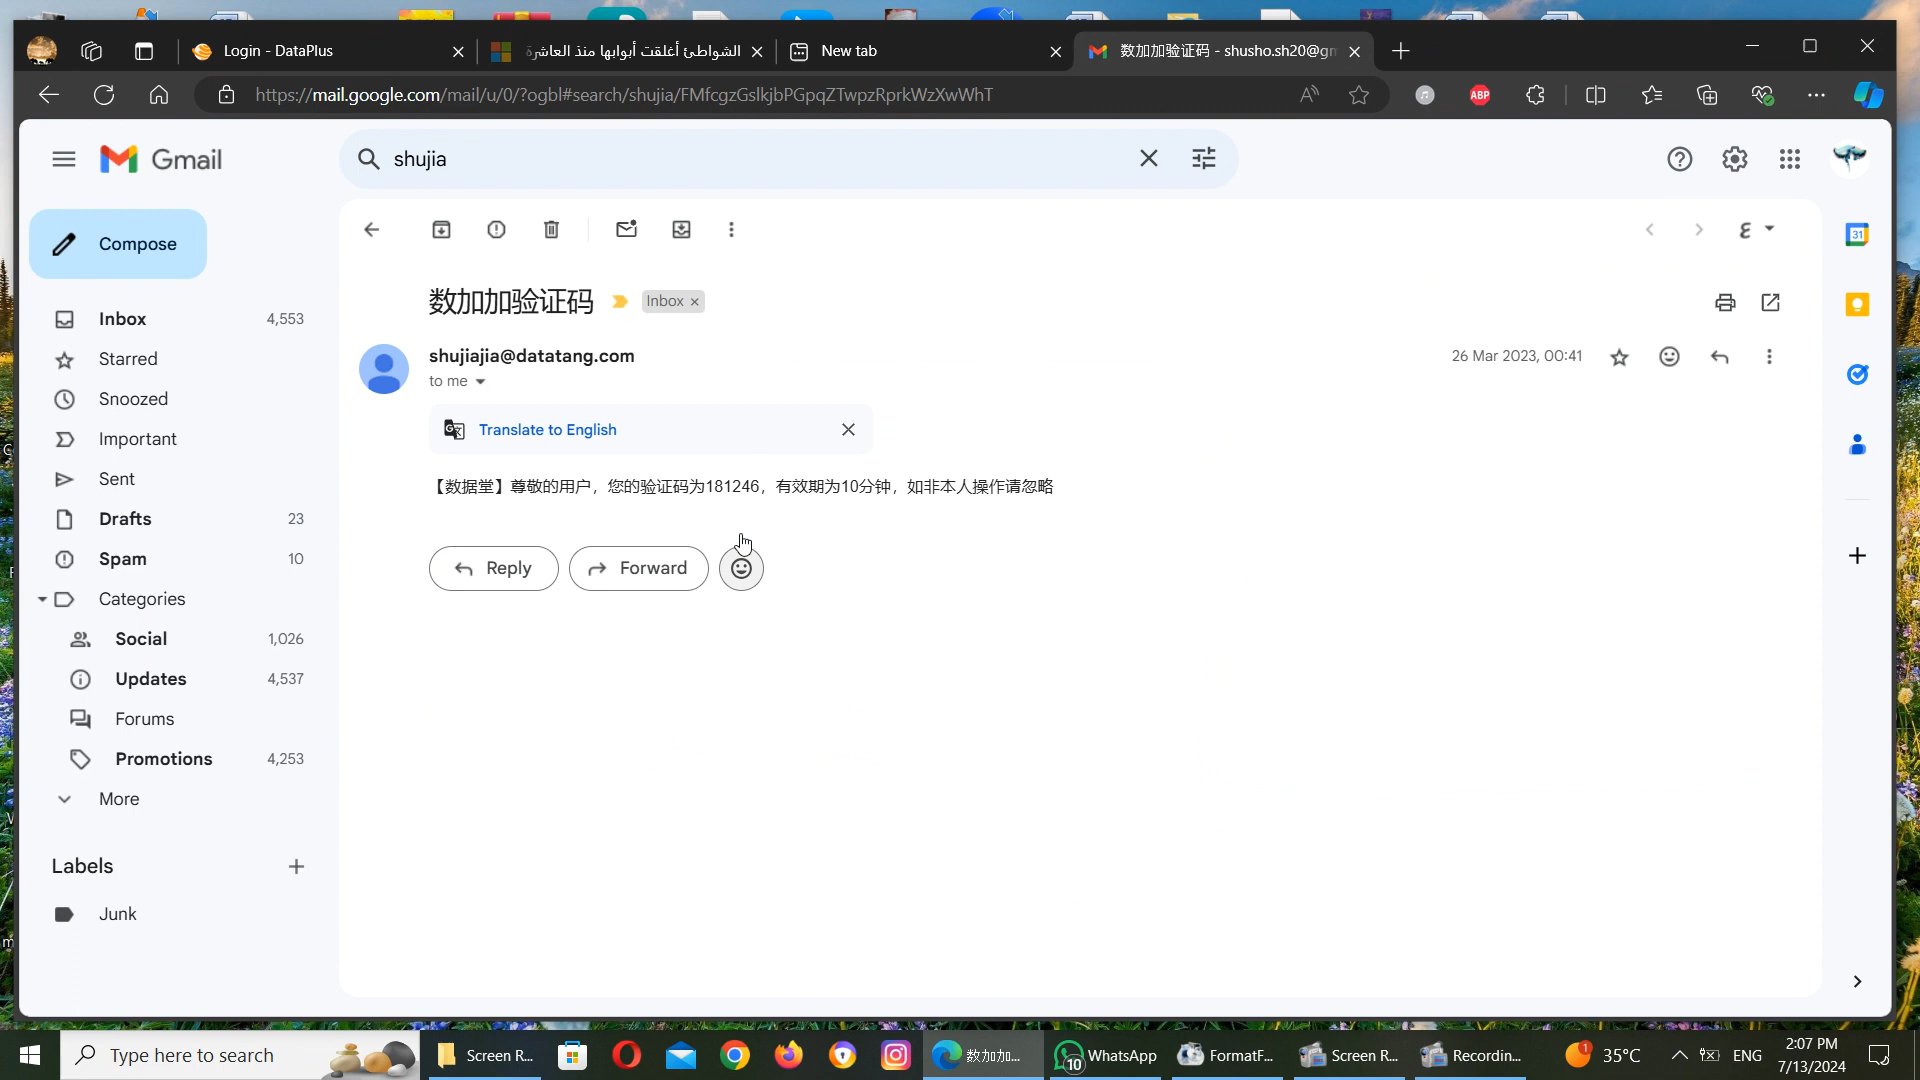 Login - DataPlus
الشواطئ أغلقت أبوابها منذ العاشرة
New tab
数加加验证码 - shusho.sh20@gm
https://mail.google.com/mail/u/0/?ogbl#search/shujia/FMfcgzGslkjbPGpqZTwpzRprkWzXwWhT
ABP
Gmail
shujia
Compose
ε
数加加验证码
Inbox ×
Inbox 4,553
shujiajia@datatang.com
26 Mar 2023, 00:41
to me
Starred
Snoozed
Translate to English
Important
Sent
【数据堂】尊敬的用户，您的验证码为181246，有效期为10分钟，如非本人操作请忽略
Drafts 23
Spam 10
Reply
Forward
Categories
Social 1,026
Updates 4,537
Forums
Promotions 4,253
More
Labels
Junk
31
Type here to search
Screen R...
数加加...
10
WhatsApp
FormatF...
Screen R...
Recordin...
1
35°C
ENG
2:07 PM
7/13/2024